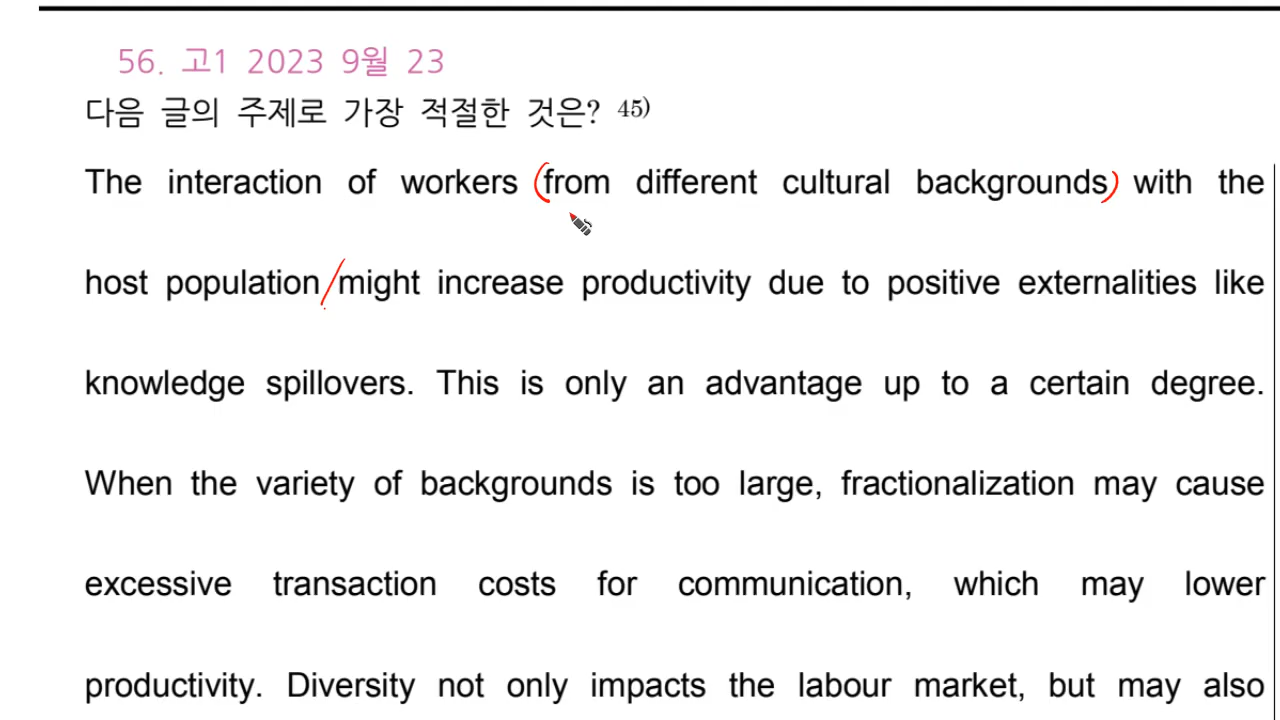 56. 고1 2023 9월 23
다음 글의 주제로 가장 적절한 것은? 45)
The interaction of workers (from different cultural backgrounds) with the
host population/might increase productivity due to positive externalities like
knowledge spillovers. This is only an advantage up to a certain degree.
When the variety of backgrounds is too large, fractionalization may cause
excessive transaction costs for communication, which may lower
productivity. Diversity not only impacts the labour market, but may also